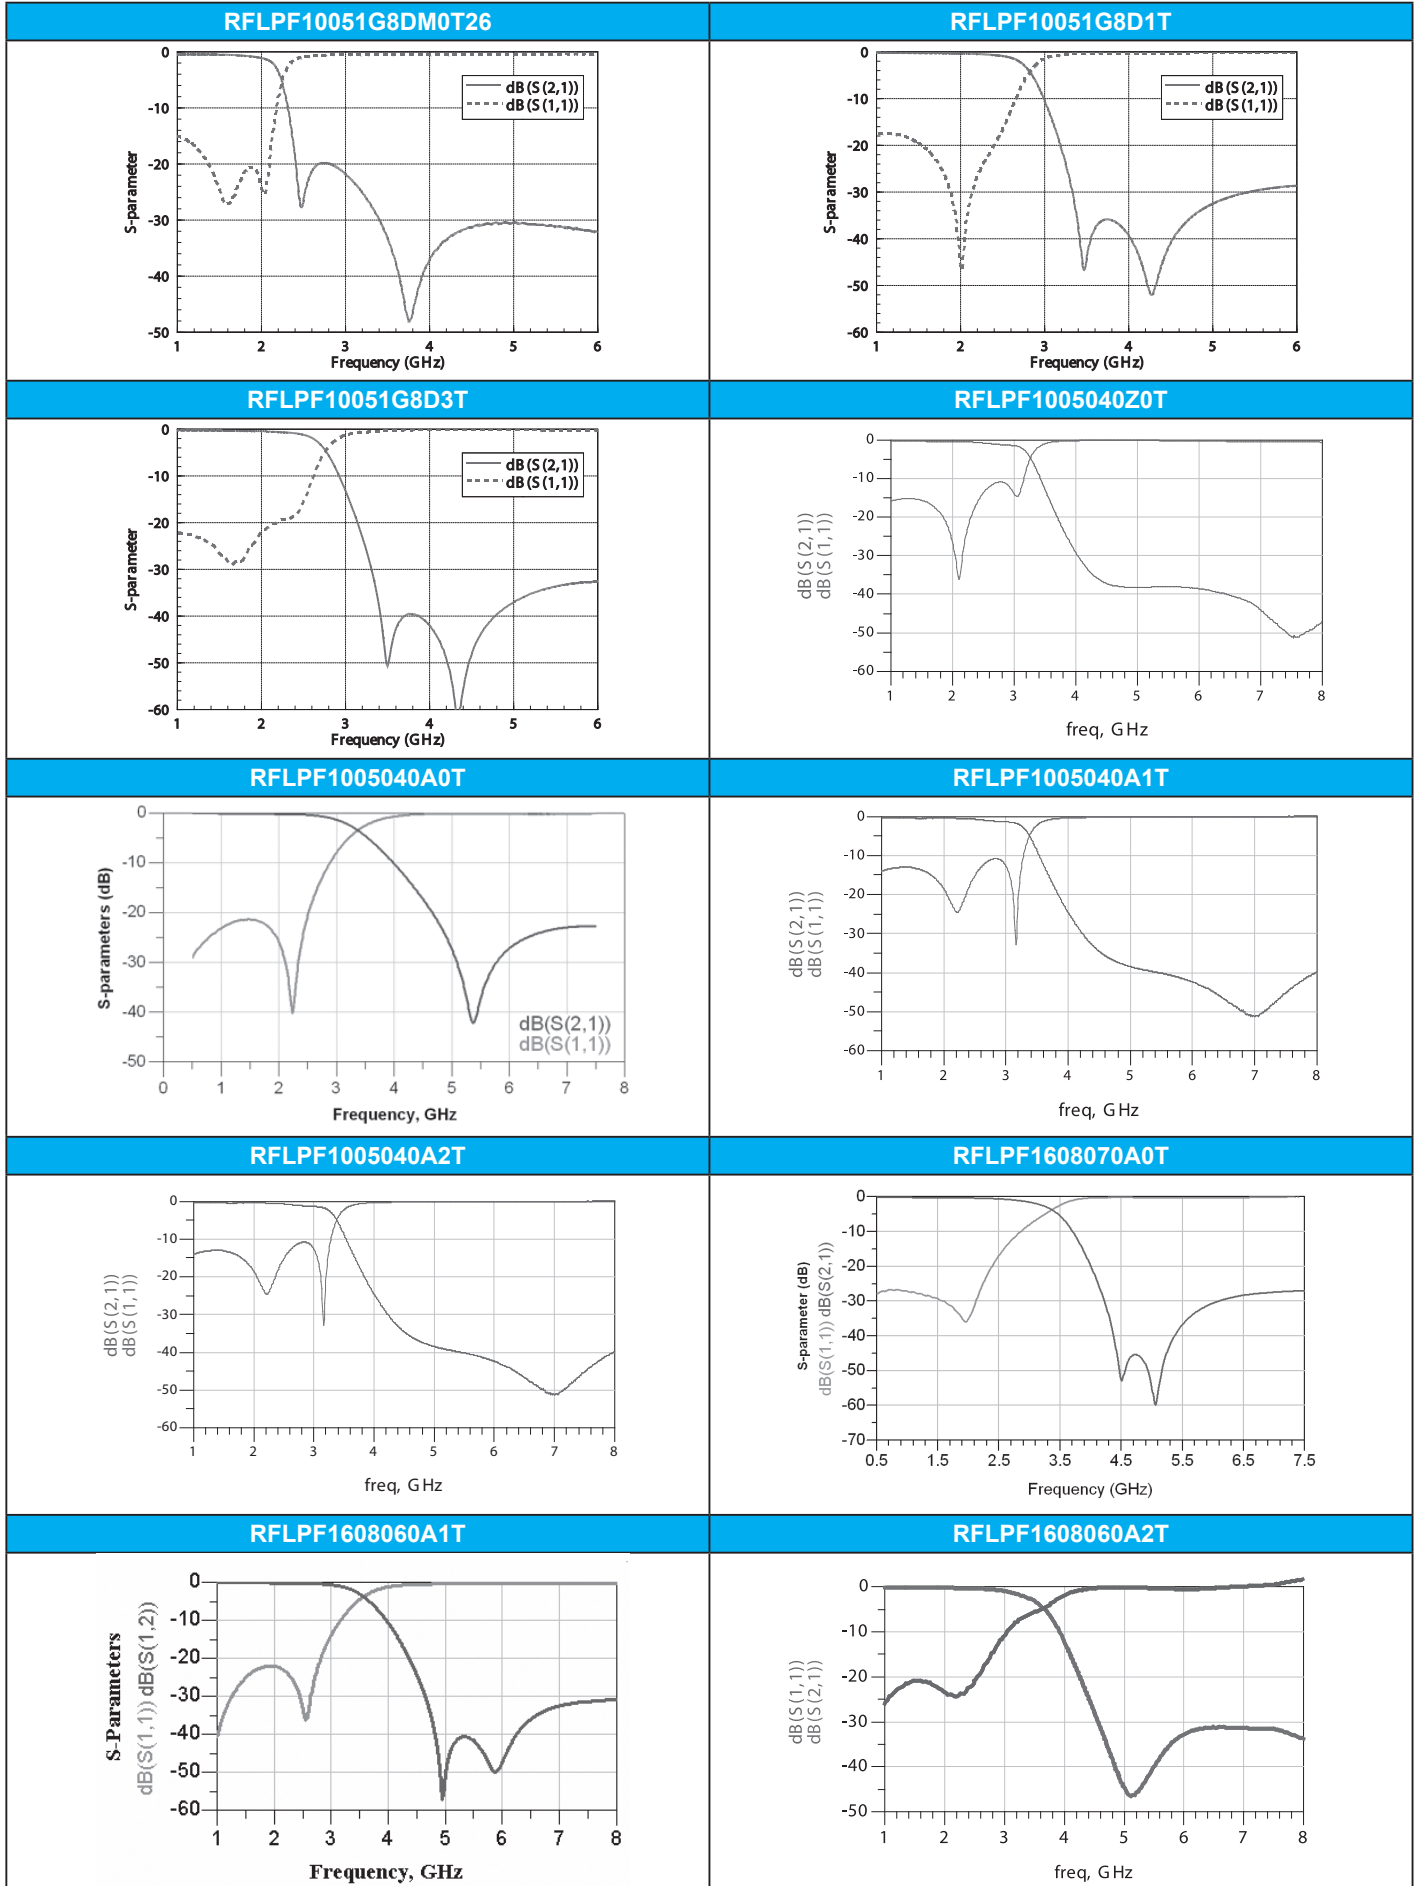 RFLPF10051G8DM0T26
0
-10
-20
-30
-40
-50
S-parameter
dB(S(2,1))
dB(S(1,1))
1 2 3 4 5 6
Frequency (GHz)
RFLPF10051G8D1T
0
-10
-20
-30
-40
-50
-60
S-parameter
dB(S(2,1))
dB(S(1,1))
1 2 3 4 5 6
Frequency (GHz)
RFLPF10051G8D3T
0
-10
-20
-30
-40
-50
-60
S-parameter
dB(S(2,1))
dB(S(1,1))
1 2 3 4 5 6
Frequency (GHz)
RFLPF1005040Z0T
0
-10
-20
-30
-40
-50
-60
dB(S(2,1))
dB(S(1,1))
1 2 3 4 5 6 7 8
freq, GHz
RFLPF1005040A0T
0
-10
-20
-30
-40
-50
S-parameters (dB)
dB(S(2,1))
dB(S(1,1))
0 1 2 3 4 5 6 7 8
Frequency, GHz
RFLPF1005040A1T
0
-10
-20
-30
-40
-50
-60
dB(S(2,1))
dB(S(1,1))
1 2 3 4 5 6 7 8
freq, GHz
RFLPF1005040A2T
0
-10
-20
-30
-40
-50
-60
dB(S(2,1))
dB(S(1,1))
1 2 3 4 5 6 7 8
freq, GHz
RFLPF1608070A0T
0
-10
-20
-30
-40
-50
-60
-70
S-parameter (dB)
dB(S(1,1)) dB(S(2,1))
0.5 1.5 2.5 3.5 4.5 5.5 6.5 7.5
Frequency (GHz)
RFLPF1608060A1T
0
-10
-20
-30
-40
-50
-60
S-Parameters
dB(S(1,1)) dB(S(1,2))
1 2 3 4 5 6 7 8
Frequency, GHz
RFLPF1608060A2T
0
-10
-20
-30
-40
-50
dB(S(1,1))
dB(S(2,1))
1 2 3 4 5 6 7 8
freq, GHz